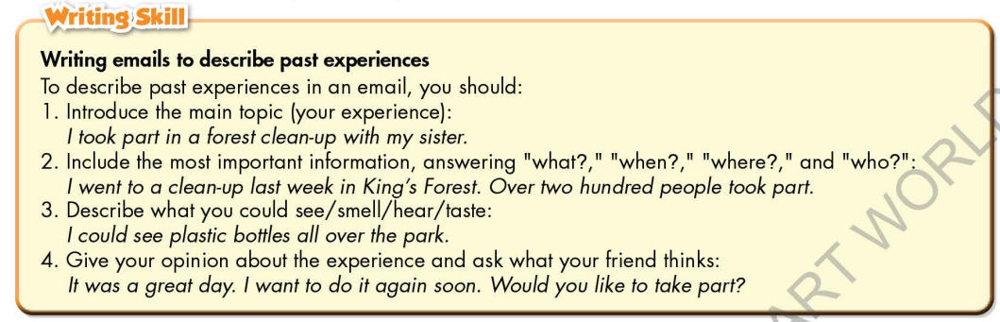 Writing Skill
Writing emails to describe past experiences
To describe past experiences in an email, you should:
1. Introduce the main topic (your experience):
I took part in a forest clean-up with my sister.
2. Include the most important information, answering "what?," "when?," "where?," and "who?":
I went to a clean-up last week in King's Forest. Over two hundred people took part.
3. Describe what you could see/smell/hear/taste:
I could see plastic bottles all over the park.
4. Give your opinion about the experience and ask what your friend thinks:
It was a great day. I want to do it again soon. Would you like to take part?
ART WORLD